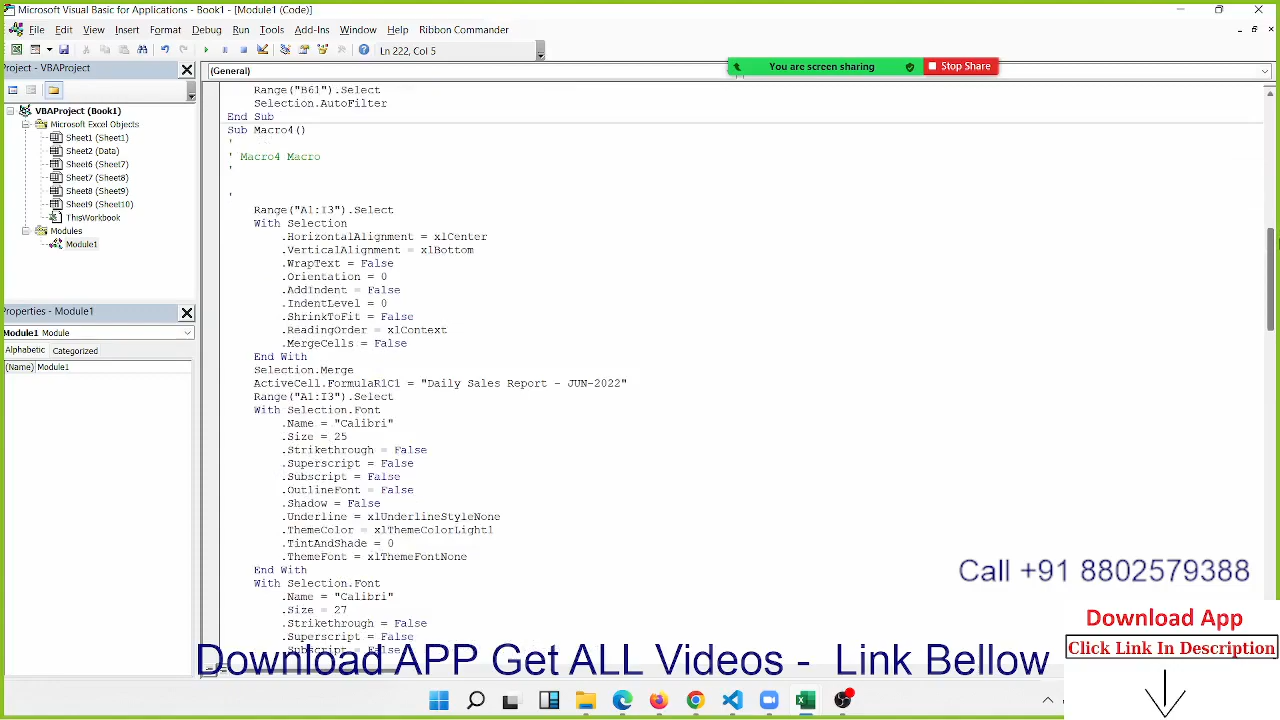 Microsoft Visual Basic for Applications - Book1 - [Module1 (Code)]
File Edit View Insert Format Debug Run Tools Add-Ins Window Help Ribbon Commander
Ln 222, Col 5
Project - VBAProject
(General)
You are screen sharing
Stop Share
VBAProject (Book1)
Microsoft Excel Objects
Sheet1 (Sheet1)
Sheet2 (Data)
Sheet6 (Sheet7)
Sheet7 (Sheet8)
Sheet8 (Sheet9)
Sheet9 (Sheet10)
ThisWorkbook
Modules
Module1
Properties - Module1
Module1 Module
Alphabetic Categorized
(Name) Module1
Range("B61").Select
Selection.AutoFilter
End Sub
Sub Macro4()
'
' Macro4 Macro
'
'
Range("A1:I3").Select
With Selection
.HorizontalAlignment = xlCenter
.VerticalAlignment = xlBottom
.WrapText = False
.Orientation = 0
.AddIndent = False
.IndentLevel = 0
.ShrinkToFit = False
.ReadingOrder = xlContext
.MergeCells = False
End With
Selection.Merge
ActiveCell.FormulaR1C1 = "Daily Sales Report - JUN-2022"
Range("A1:I3").Select
With Selection.Font
.Name = "Calibri"
.Size = 25
.Strikethrough = False
.Superscript = False
.Subscript = False
.OutlineFont = False
.Shadow = False
.Underline = xlUnderlineStyleNone
.ThemeColor = xlThemeColorLight1
.TintAndShade = 0
.ThemeFont = xlThemeFontNone
End With
With Selection.Font
.Name = "Calibri"
.Size = 27
.Strikethrough = False
.Superscript = False
Call +91 8802579388
Download App
Click Link In Description
Download APP Get ALL Videos - Link Bellow